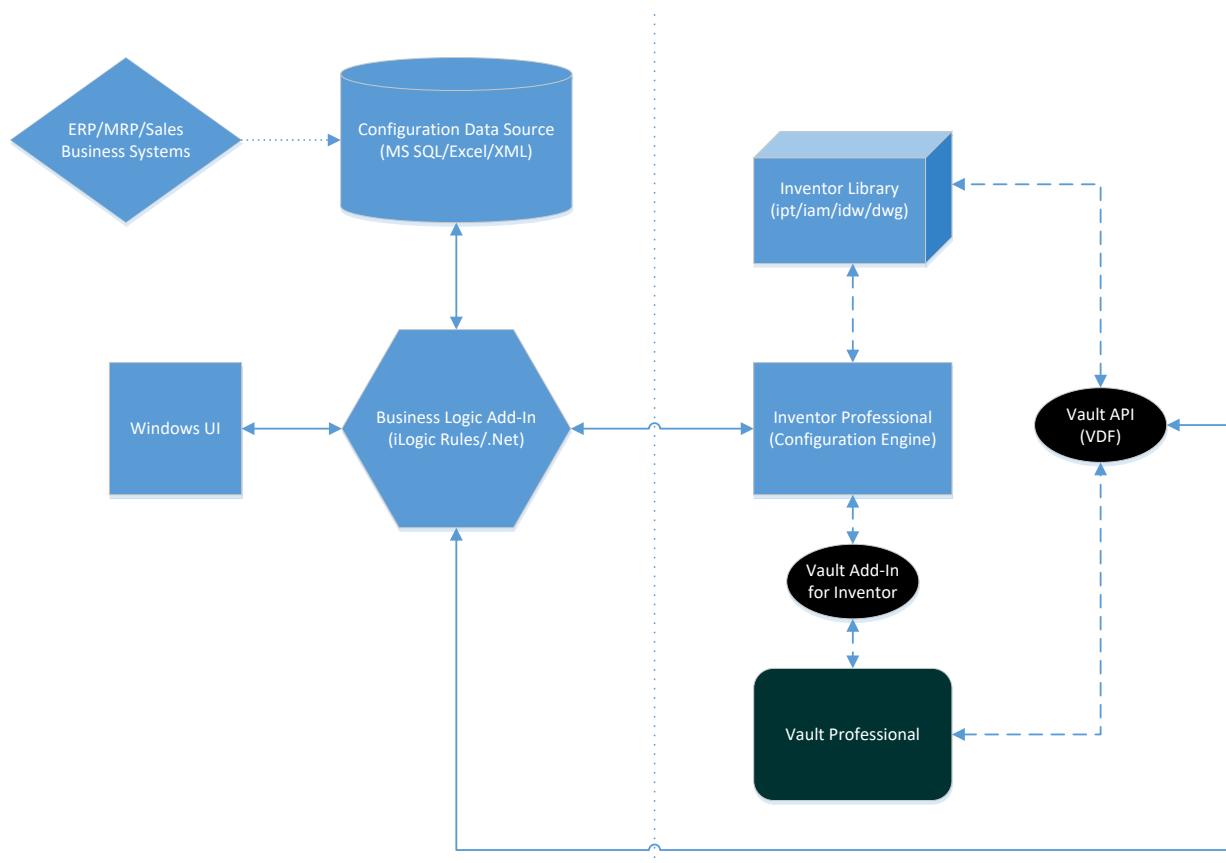 ERP/MRP/Sales
Business Systems
Configuration Data Source
(MS SQL/Excel/XML)
Inventor Library
(ipt/iam/idw/dwg)
Windows UI
Business Logic Add-In
(iLogic Rules/.Net)
Inventor Professional
(Configuration Engine)
Vault API
(VDF)
Vault Add-In
for Inventor
Vault Professional